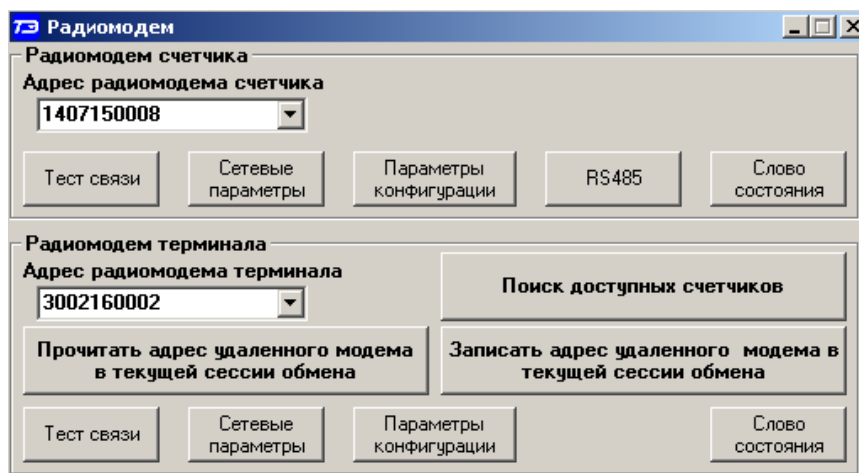 ТЭ Радиомодем
Радиомодем счетчика
Адрес радиомодема счетчика
1407150008
Тест связи
Сетевые
параметры
Параметры
конфигурации
RS485
Слово
состояния
Радиомодем терминала
Адрес радиомодема терминала
3002160002
Поиск доступных счетчиков
Прочитать адрес удаленного модема
в текущей сессии обмена
Записать адрес удаленного модема в
текущей сессии обмена
Тест связи
Сетевые
параметры
Параметры
конфигурации
Слово
состояния